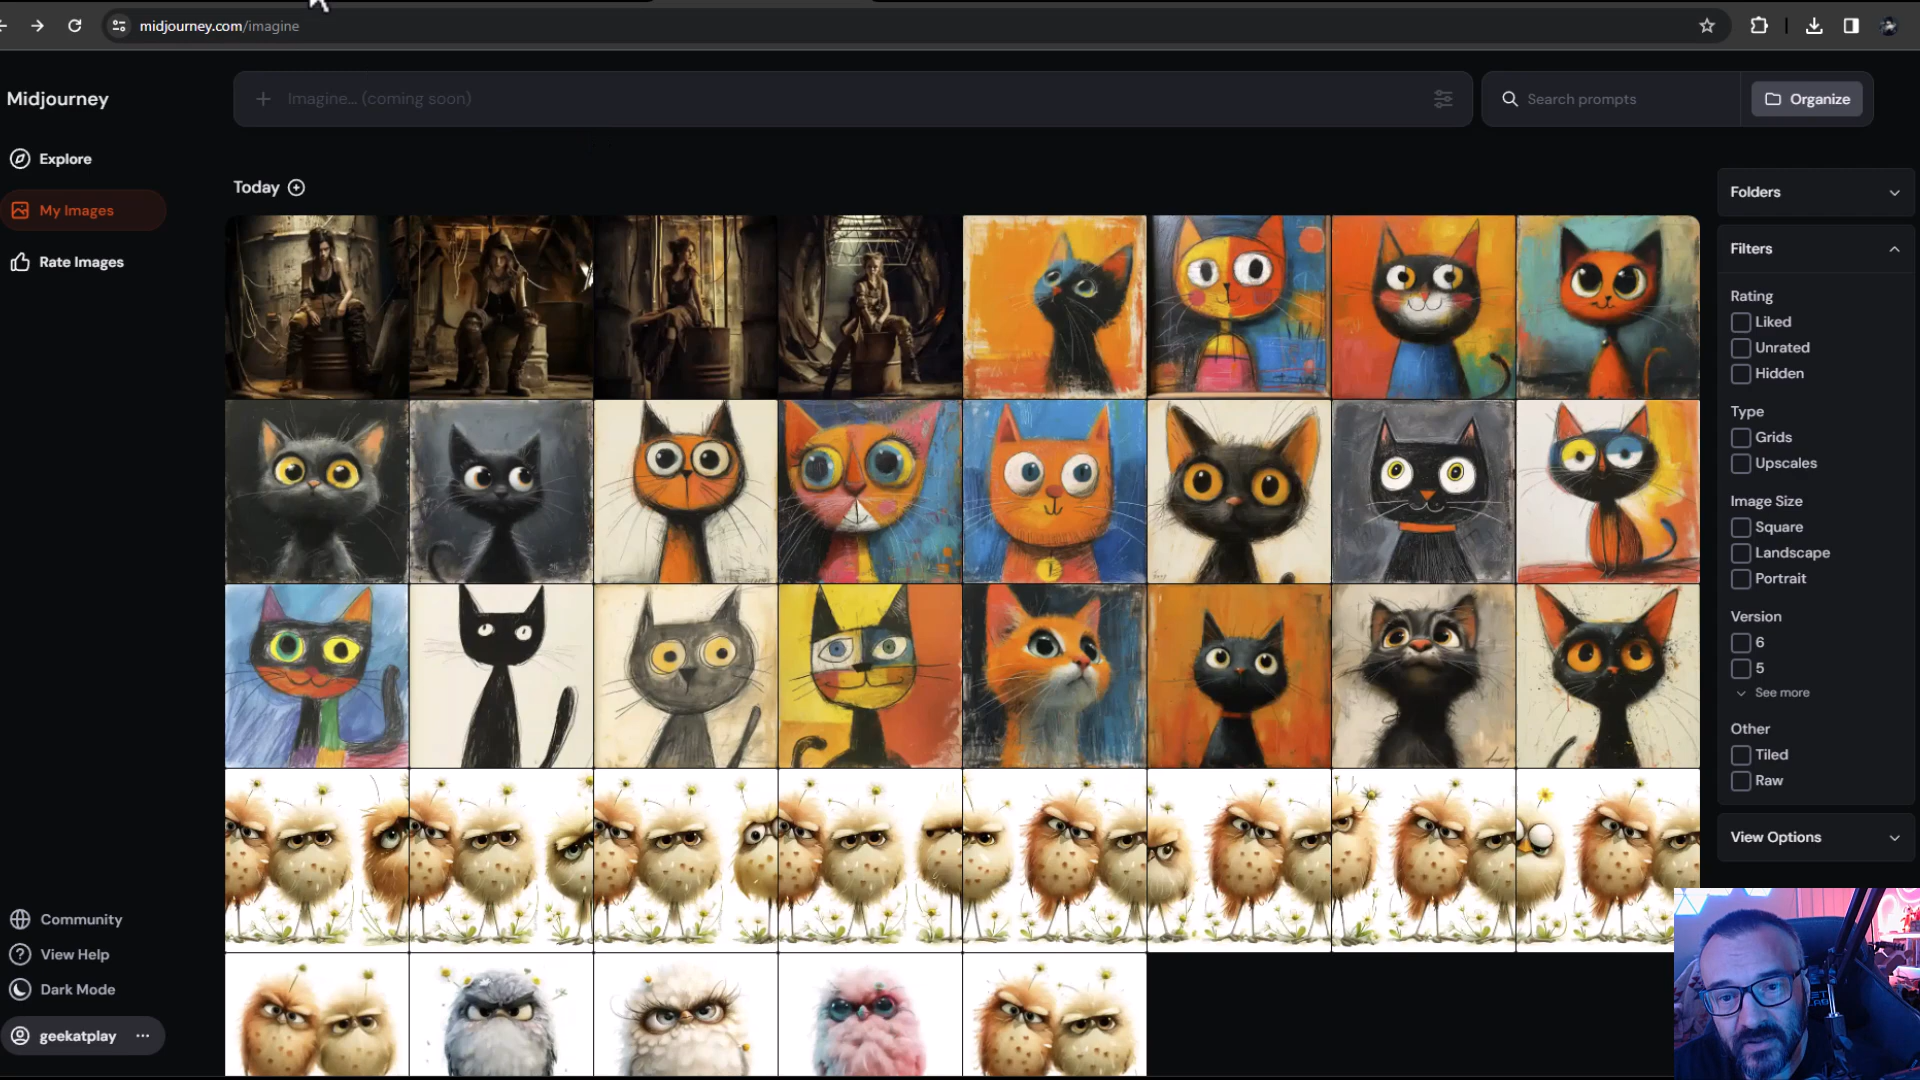 midjourney.com/imagine
Midjourney
Imagine... (coming soon)
Search prompts
Organize
Explore
My Images
Rate Images
Today
Folders
Filters
Rating
Liked
Unrated
Hidden
Type
Grids
Upscales
Image Size
Square
Landscape
Portrait
Version
6
5
See more
Other
Tiled
Raw
View Options
Community
View Help
Dark Mode
geekatplay